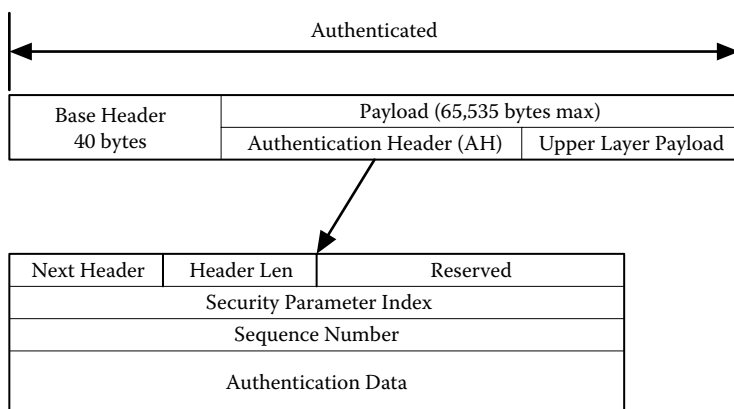 Authenticated
Base Header
40 bytes
Payload (65,535 bytes max)
Authentication Header (AH)
Upper Layer Payload
Next Header
Header Len
Reserved
Security Parameter Index
Sequence Number
Authentication Data